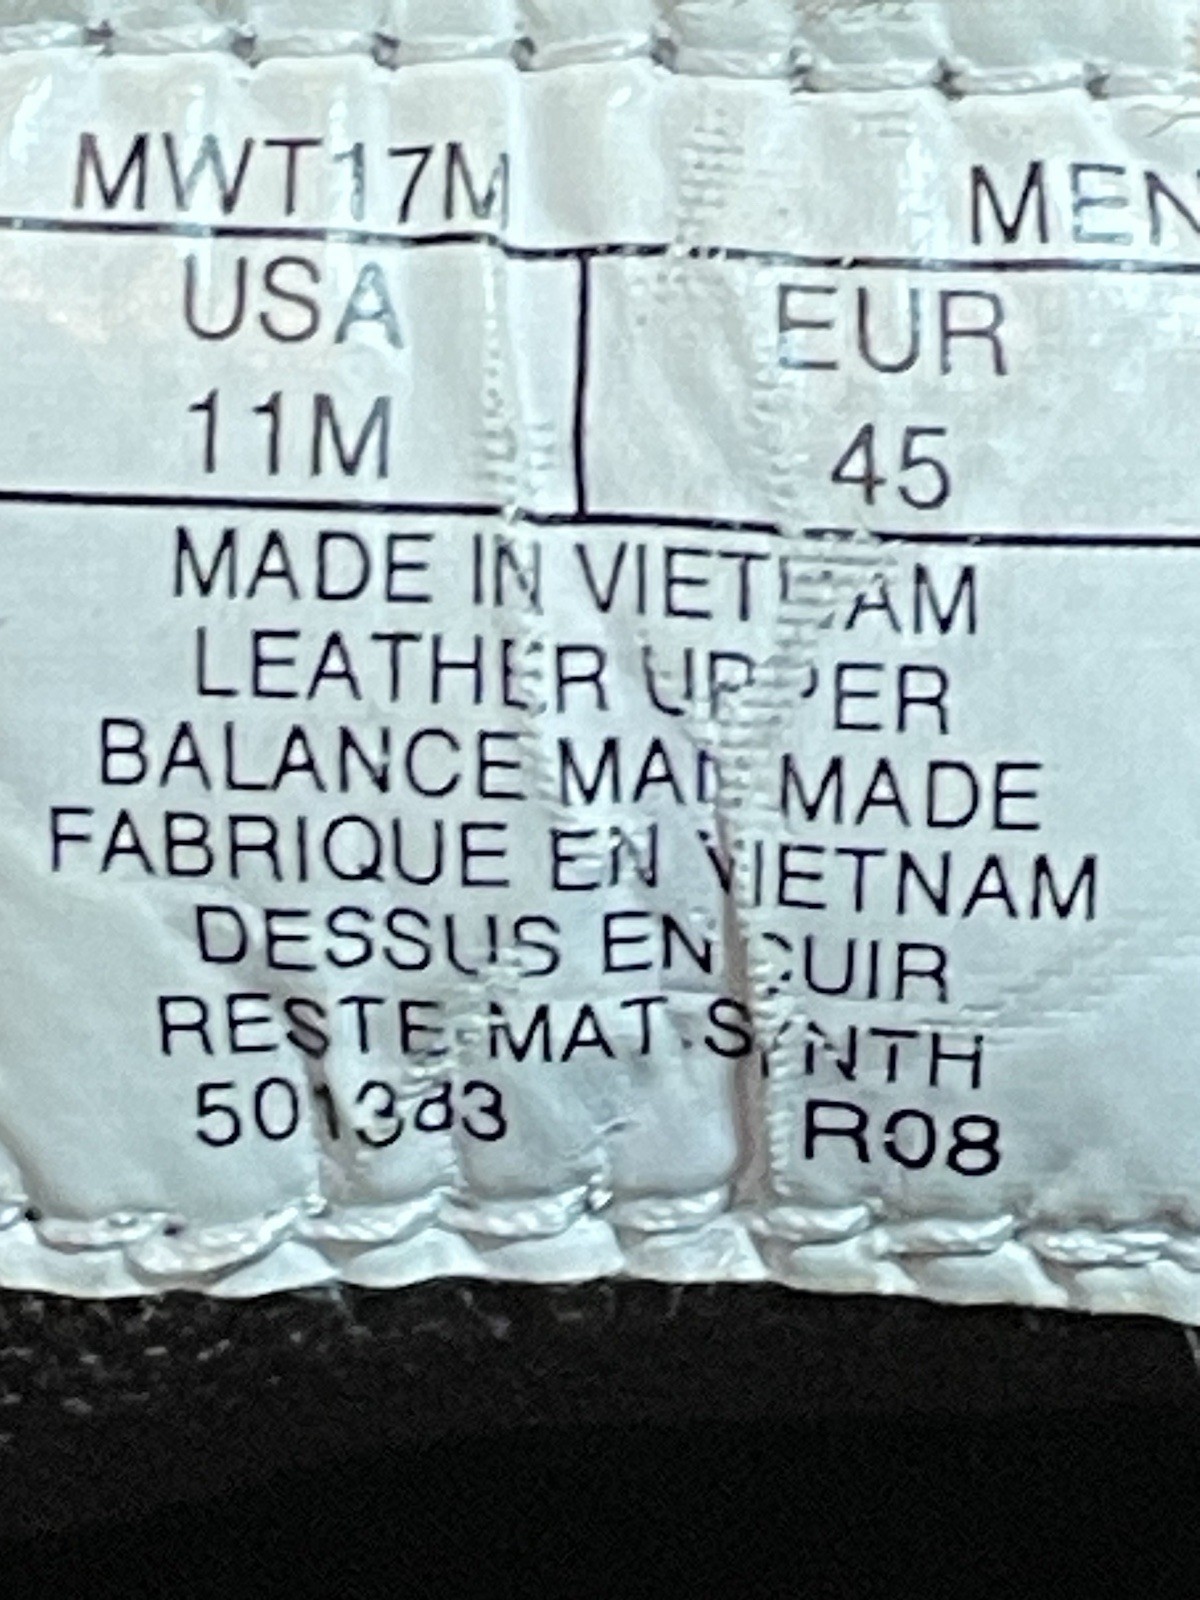 MWT17M MEN
USA EUR
11M 45
MADE IN VIETNAM
LEATHER UPPER
BALANCE MAN MADE
FABRIQUE EN VIETNAM
DESSUS EN CUIR
RESTE MAT SYNTH
R08